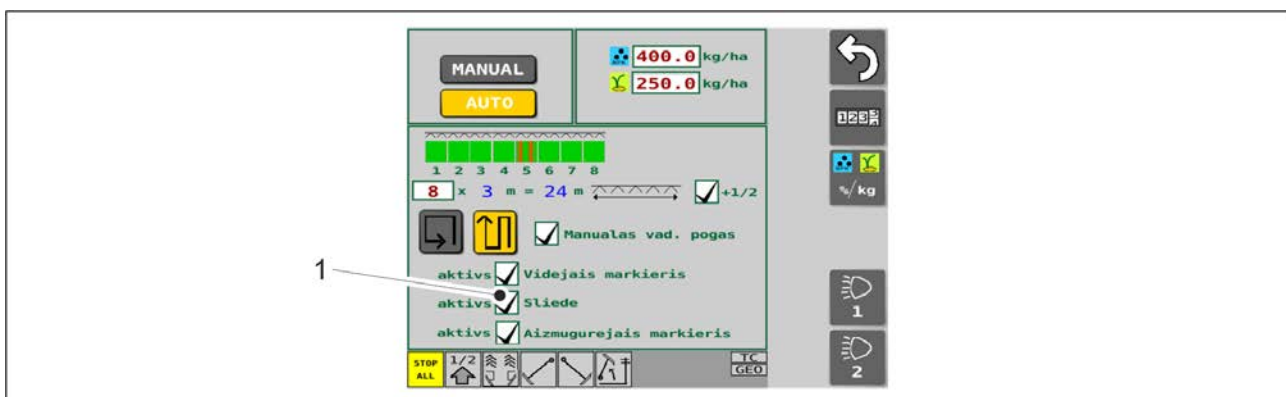 400.0 kg/ha
MANUAL
250.0 kg/ha
AUTO
1 2 3 4 5 6 7 8
8 x 3 m = 24 m +1/2
%/kg
Manualas vad. pogas
1
aktivs Videjais markieris
aktivs Sliede
1
aktivs Aizmugurejais markieris
STOP ALL
1/2
TC
GEO
2